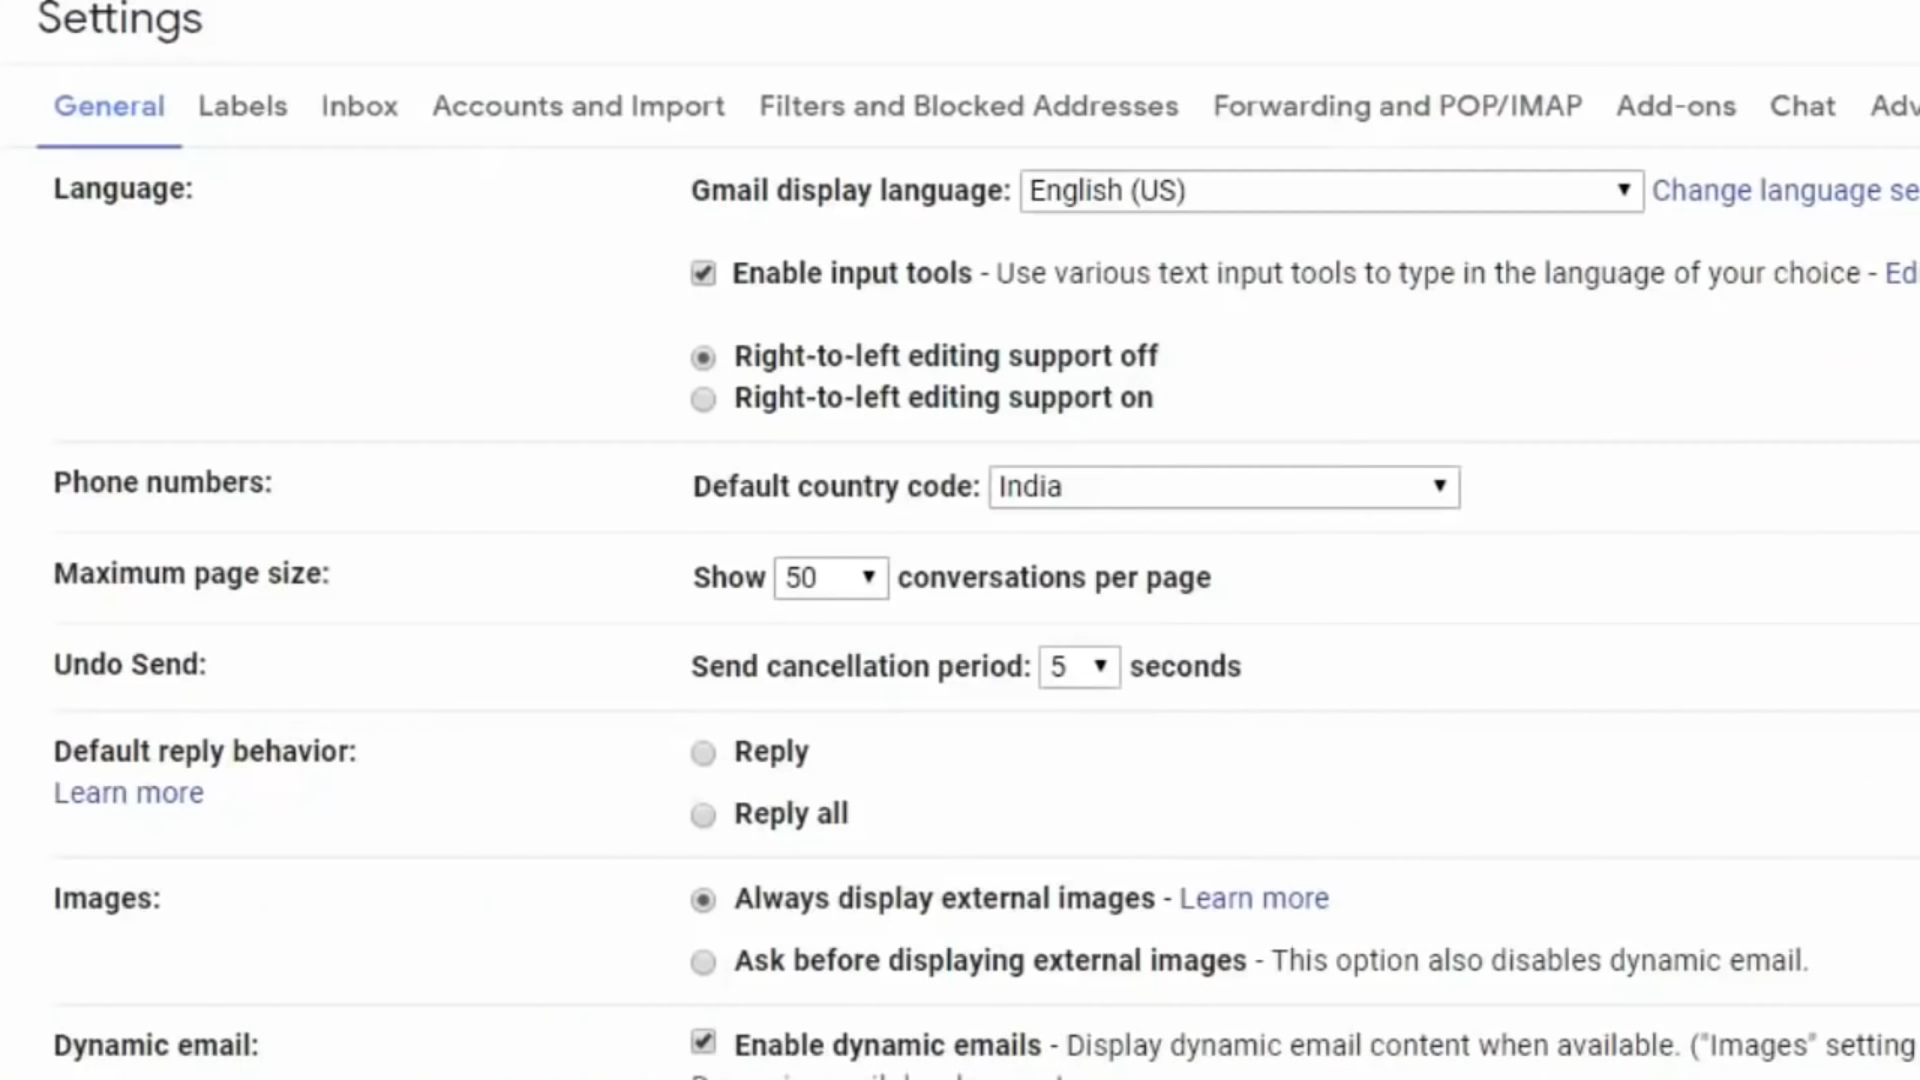 Settings
General Labels Inbox Accounts and Import Filters and Blocked Addresses Forwarding and POP/IMAP Add-ons Chat Adv
Language: Gmail display language: English (US) Change language se
Enable input tools - Use various text input tools to type in the language of your choice - Ed
Right-to-left editing support off
Right-to-left editing support on
Phone numbers: Default country code: India
Maximum page size: Show 50 conversations per page
Undo Send: Send cancellation period: 5 seconds
Default reply behavior: Reply
Learn more
Reply all
Images: Always display external images - Learn more
Ask before displaying external images - This option also disables dynamic email.
Dynamic email: Enable dynamic emails - Display dynamic email content when available. ("Images" setting